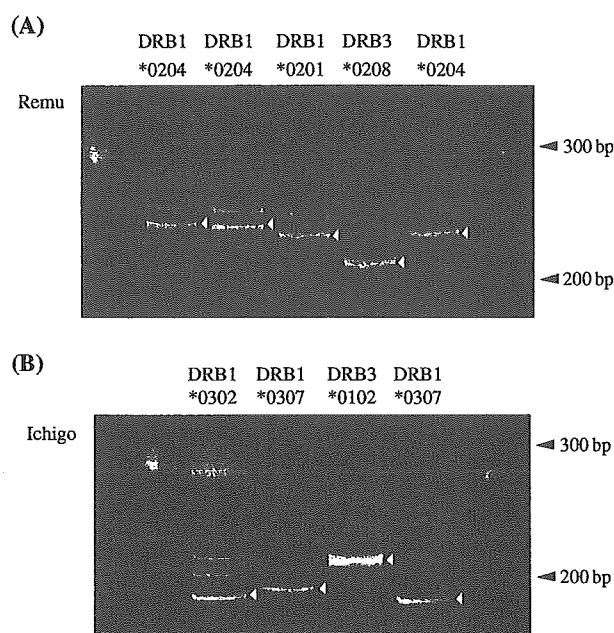 (A)
DRB1 DRB1 DRB1 DRB3 DRB1
*0204 *0204 *0201 *0208 *0204
Remu
300 bp
200 bp
(B)
DRB1 DRB1 DRB3 DRB1
*0302 *0307 *0102 *0307
Ichigo
300 bp
200 bp